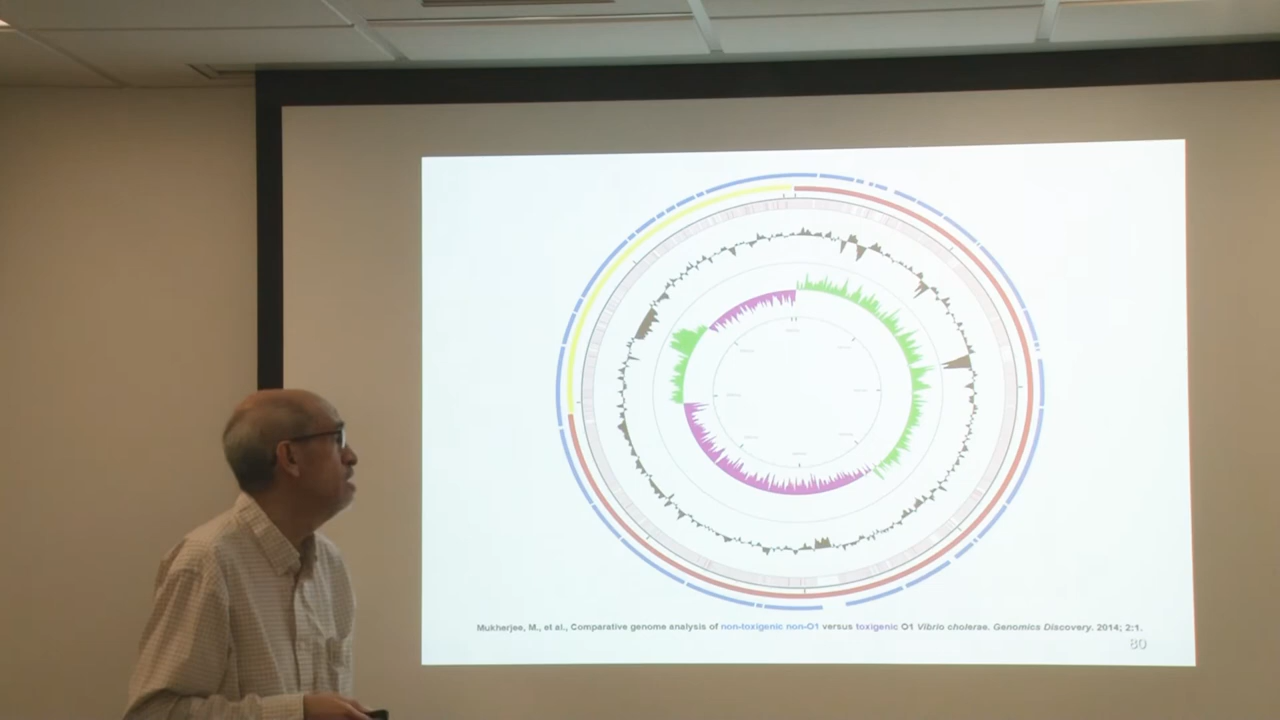 Mukherjee, M., et al., Comparative genome analysis of non-toxigenic non-O1 versus toxigenic O1 Vibrio cholerae. Genomics Discovery. 2014; 2:1.
80